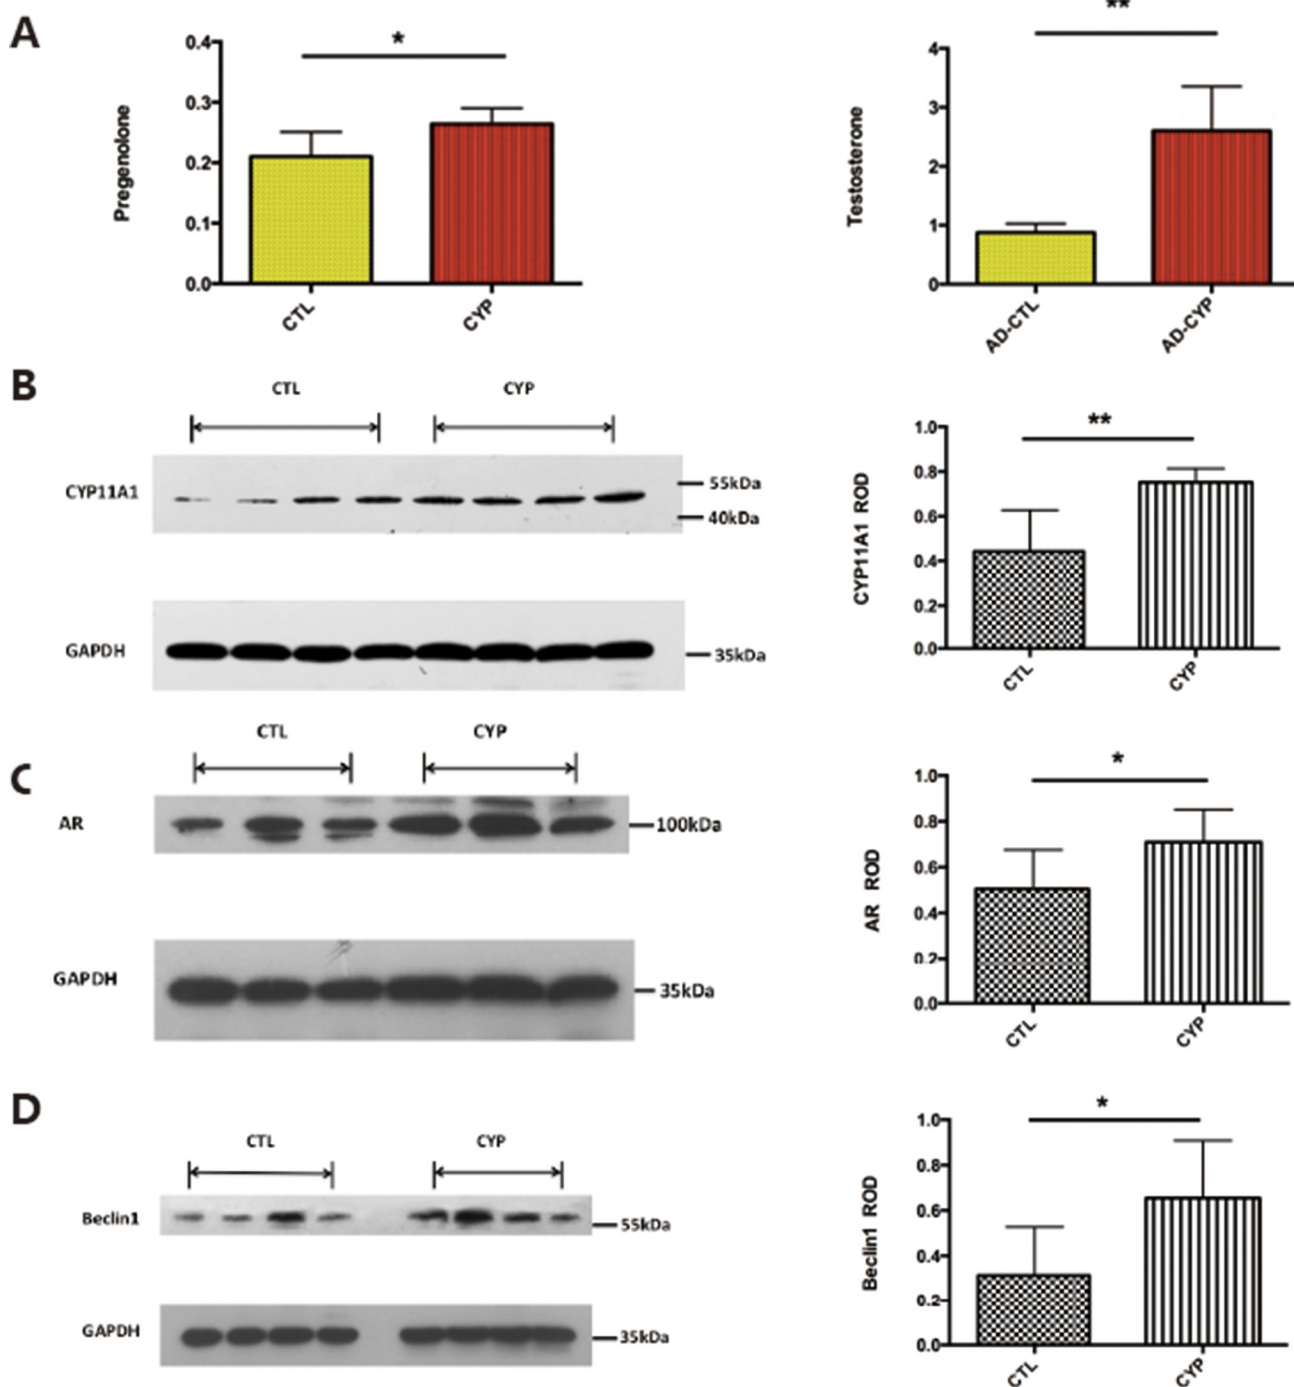 A
*
Pregenolone
0.4
0.3
0.2
0.1
0.0
CTL
CYP
**
Testosterone
4
3
2
1
0
AD-CTL
AD-CYP
B
CTL
CYP
CYP11A1
55kDa
40kDa
GAPDH
35kDa
**
CYP11A1 ROD
1.0
0.8
0.6
0.4
0.2
0.0
CTL
CYP
C
CTL
CYP
AR
100kDa
GAPDH
35kDa
*
AR ROD
1.0
0.8
0.6
0.4
0.2
0.0
CTL
CYP
D
CTL
CYP
Beclin1
55kDa
GAPDH
35kDa
*
Beclin1 ROD
1.0
0.8
0.6
0.4
0.2
0.0
CTL
CYP